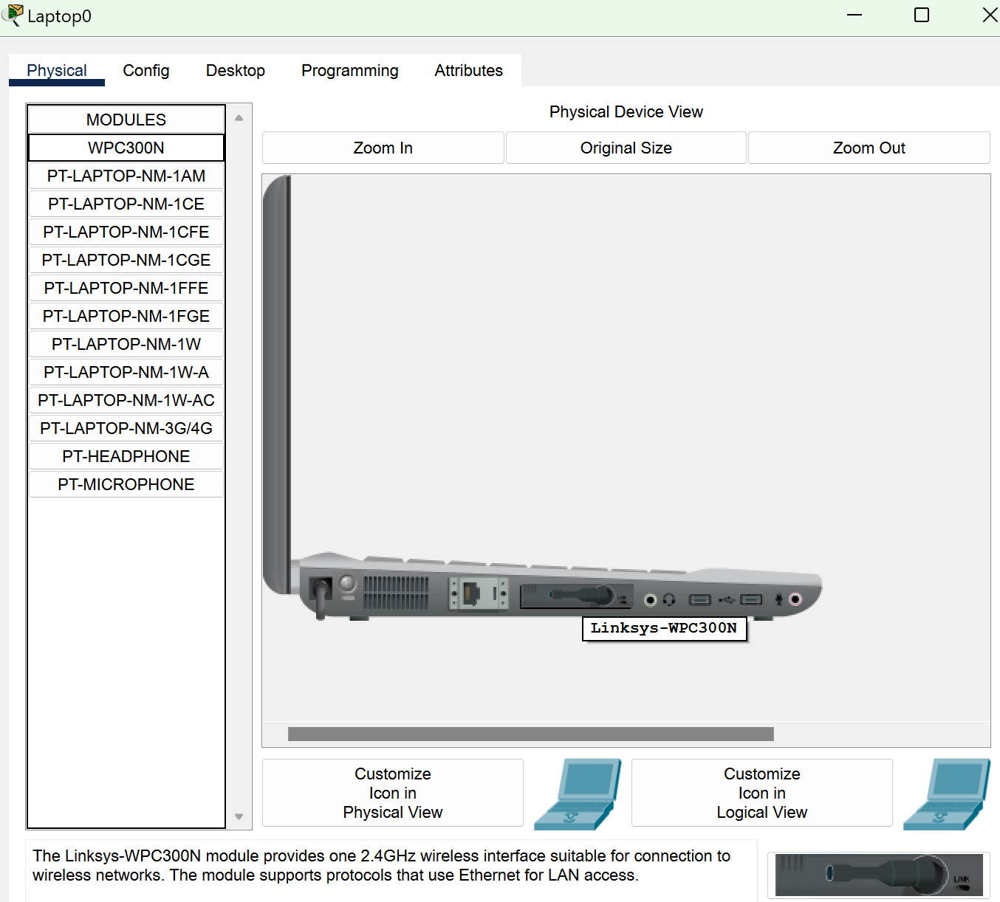 Laptop0
Physical
Config
Desktop
Programming
Attributes
MODULES
WPC300N
PT-LAPTOP-NM-1AM
PT-LAPTOP-NM-1CE
PT-LAPTOP-NM-1CFE
PT-LAPTOP-NM-1CGE
PT-LAPTOP-NM-1FFE
PT-LAPTOP-NM-1FGE
PT-LAPTOP-NM-1W
PT-LAPTOP-NM-1W-A
PT-LAPTOP-NM-1W-AC
PT-LAPTOP-NM-3G/4G
PT-HEADPHONE
PT-MICROPHONE
Physical Device View
Zoom In
Original Size
Zoom Out
Linksys-WPC300N
Customize
Icon in
Physical View
Customize
Icon in
Logical View
The Linksys-WPC300N module provides one 2.4GHz wireless interface suitable for connection to
wireless networks. The module supports protocols that use Ethernet for LAN access.
LINK